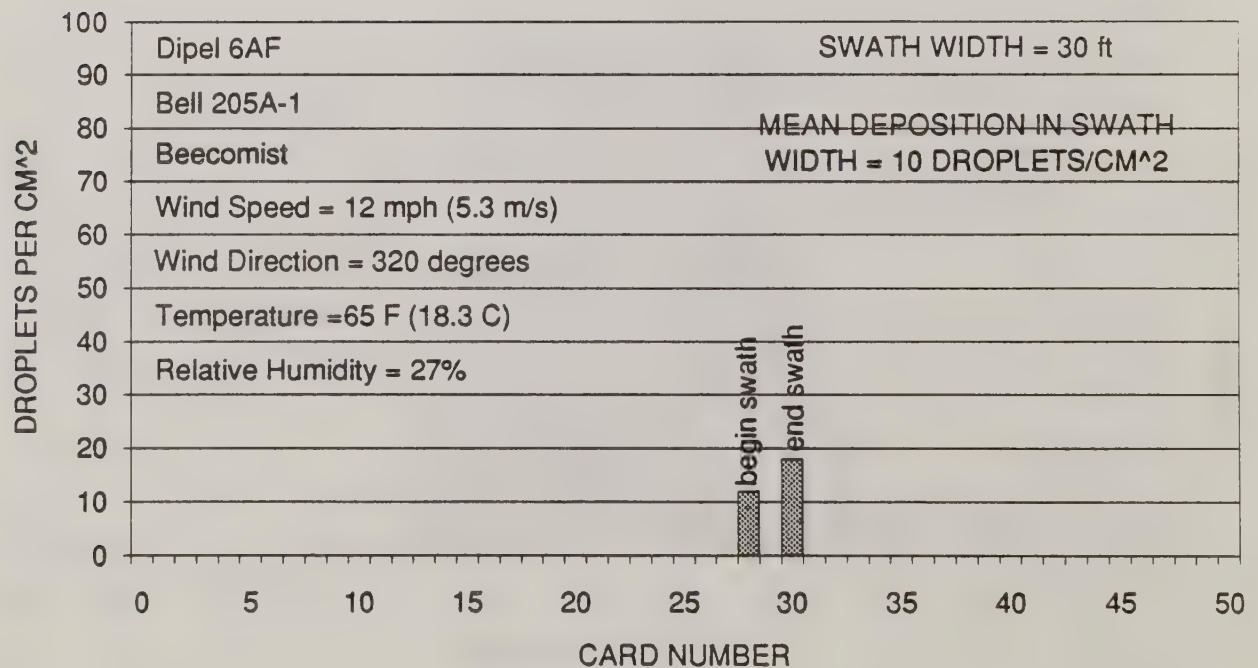 100
90
80
70
60
50
40
30
20
10
0
DROPLETS PER CM^2
Dipel 6AF
Bell 205A-1
Beecomist
Wind Speed = 12 mph (5.3 m/s)
Wind Direction = 320 degrees
Temperature =65 F (18.3 C)
Relative Humidity = 27%
SWATH WIDTH = 30 ft
MEAN DEPOSITION IN SWATH
WIDTH = 10 DROPLETS/CM^2
begin swath
end swath
0 5 10 15 20 25 30 35 40 45 50
CARD NUMBER